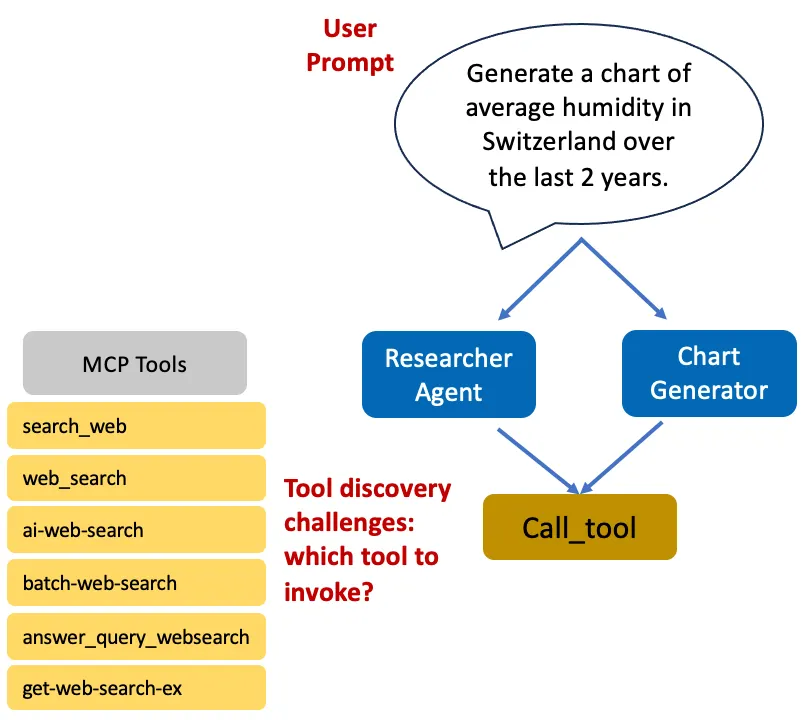 User
Prompt
Generate a chart of
average humidity in
Switzerland over
the last 2 years.
Researcher
Agent
Chart
Generator
MCP Tools
search_web
web_search
ai-web-search
batch-web-search
answer_query_websearch
get-web-search-ex
Tool discovery
challenges:
which tool to
invoke?
Call_tool